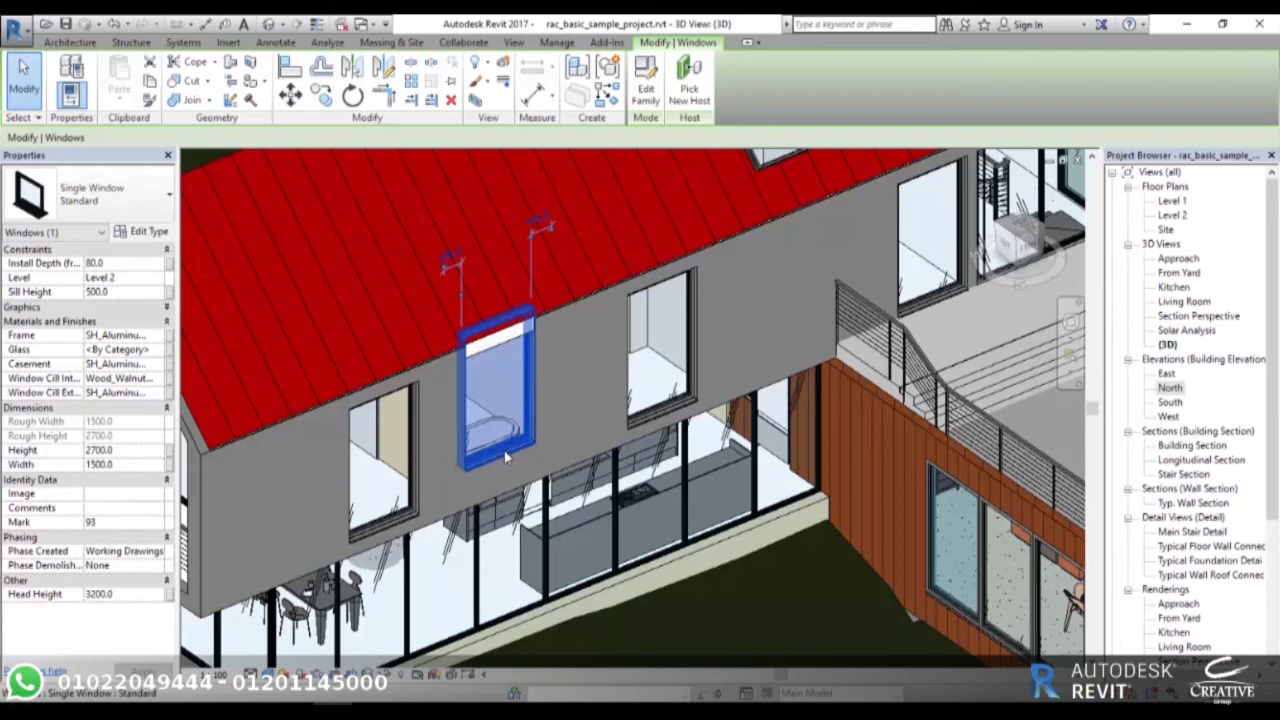 Autodesk Revit 2017 - rac_basic_sample_project.rvt - 3D View: {3D}
Type a keyword or phrase
Sign In
Architecture Structure Systems Insert Annotate Analyze Massing & Site Collaborate View Manage Add-Ins Modify | Windows
Modify
Paste
Cope
Cut
Join
Edit Family
Pick New Host
Select Properties Clipboard Geometry Modify View Measure Create Mode Host
Modify | Windows
Properties
Single Window
Standard
Windows (1) Edit Type
Constraints
Install Depth (fr... 80.0
Level Level 2
Sill Height 500.0
Graphics
Materials and Finishes
Frame SH_Aluminu...
Glass <By Category>
Casement SH_Aluminu...
Window Cill Int... Wood_Walnut...
Window Cill Ext... SH_Aluminu...
Dimensions
Rough Width 1500.0
Rough Height 2700.0
Height 2700.0
Width 1500.0
Identity Data
Image
Comments
Mark 93
Phasing
Phase Created Working Drawings
Phase Demolish... None
Other
Head Height 3200.0
Project Browser - rac_basic_sample_...
Views (all)
Floor Plans
Level 1
Level 2
Site
3D Views
Approach
From Yard
Kitchen
Living Room
Section Perspective
Solar Analysis
{3D}
Elevations (Building Elevation
East
North
South
West
Sections (Building Section)
Building Section
Longitudinal Section
Stair Section
Sections (Wall Section)
Typ. Wall Section
Detail Views (Detail)
Main Stair Detail
Typical Floor Wall Connec
Typical Foundation Detai
Typical Wall Roof Connec
Renderings
Approach
From Yard
Kitchen
Living Room
help
: 100
01022049444 - 01201145000
: Single Window : Standard
:0
Main Model
AUTODESK
REVIT
CREATIVE
Group